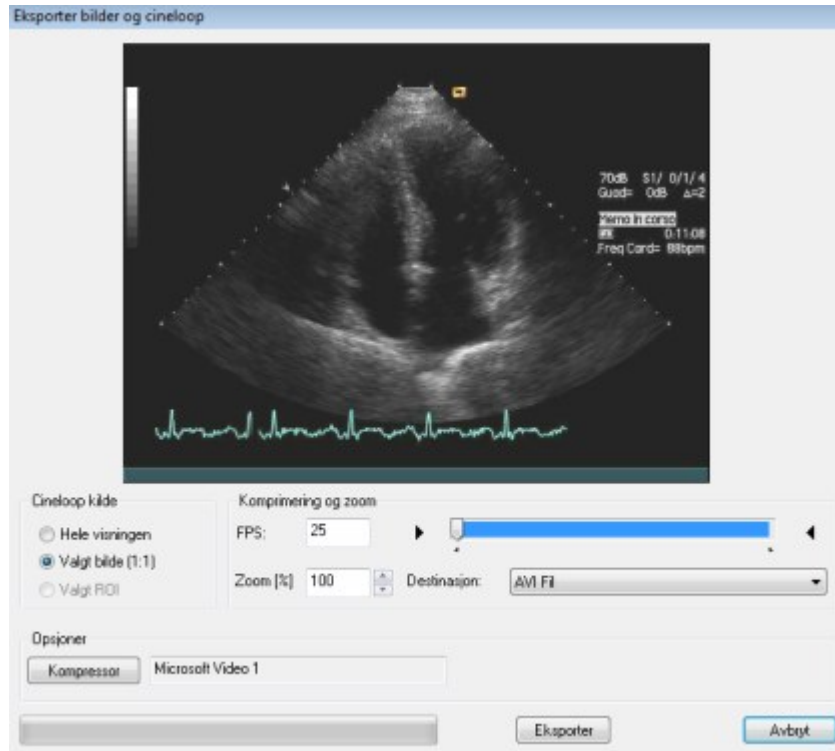 Eksporter bilder og cineloop
70dB S1/ 0/1/4
Guad= 0dB Δ=2
Memo in corso
0:11:08
Freq Card= 88bpm
Cineloop kilde
Hele visningen
Valgt bilde (1:1)
Valgt ROI
Komprimering og zoom
FPS: 25
Zoom [%] 100 Destinasjon: AVI Fil
Opsjoner
Kompressor Microsoft Video 1
Eksporter Avbryt